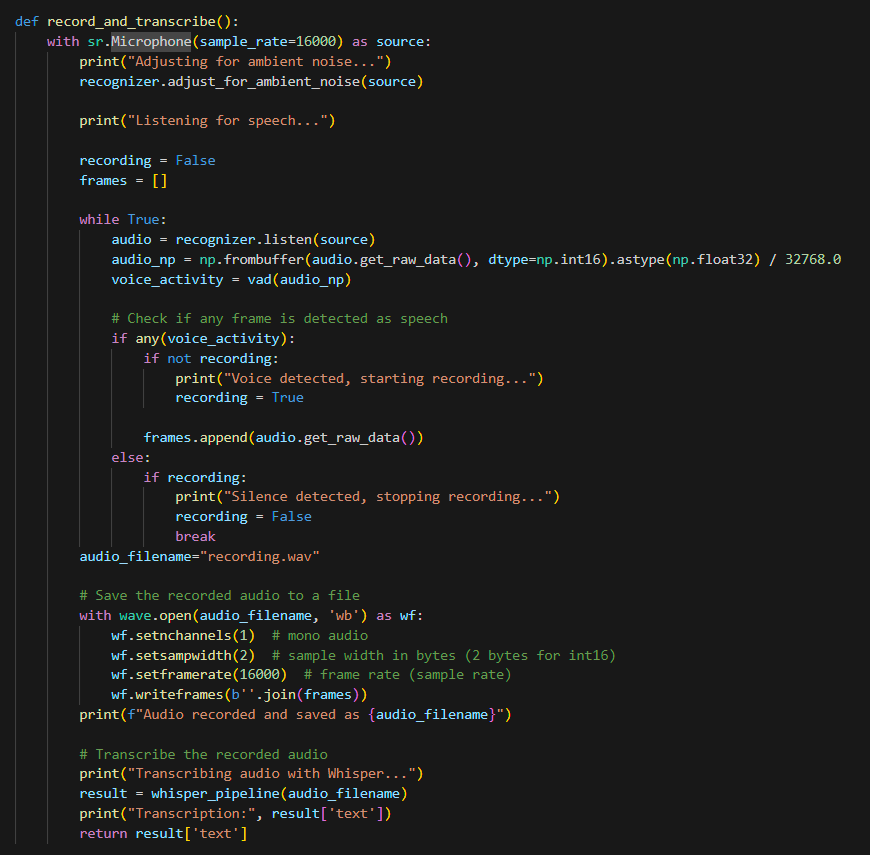 def record_and_transcribe():
    with sr.Microphone(sample_rate=16000) as source:
        print("Adjusting for ambient noise...")
        recognizer.adjust_for_ambient_noise(source)

        print("Listening for speech...")

        recording = False
        frames = []

        while True:
            audio = recognizer.listen(source)
            audio_np = np.frombuffer(audio.get_raw_data(), dtype=np.int16).astype(np.float32) / 32768.0
            voice_activity = vad(audio_np)

            # Check if any frame is detected as speech
            if any(voice_activity):
                if not recording:
                    print("Voice detected, starting recording...")
                    recording = True

                frames.append(audio.get_raw_data())
            else:
                if recording:
                    print("Silence detected, stopping recording...")
                    recording = False
                    break
        audio_filename="recording.wav"

        # Save the recorded audio to a file
        with wave.open(audio_filename, 'wb') as wf:
            wf.setnchannels(1)  # mono audio
            wf.setsampwidth(2)  # sample width in bytes (2 bytes for int16)
            wf.setframerate(16000)  # frame rate (sample rate)
            wf.writeframes(b''.join(frames))
        print(f"Audio recorded and saved as {audio_filename}")

        # Transcribe the recorded audio
        print("Transcribing audio with Whisper...")
        result = whisper_pipeline(audio_filename)
        print("Transcription:", result['text'])
        return result['text']